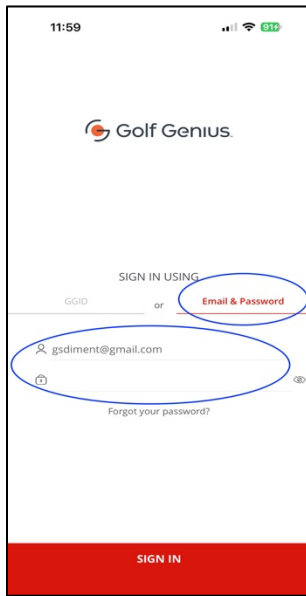 11:59
91+
Golf Genius.
SIGN IN USING
GGID
or
Email & Password
gsdiment@gmail.com
Forgot your password?
SIGN IN